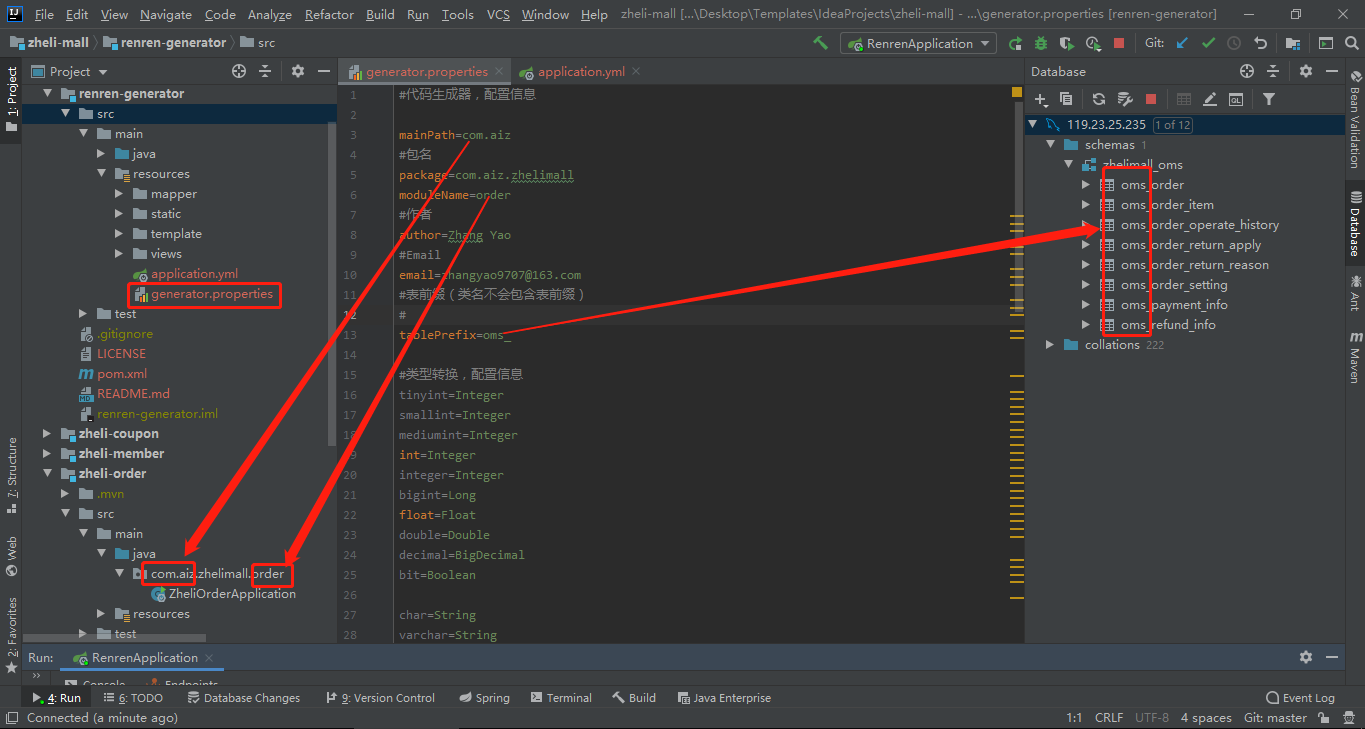 File Edit View Navigate Code Analyze Refactor Build Run Tools VCS Window Help zheli-mall [...\Desktop\Templates\IdeaProjects\zheli-mall] - ...\generator.properties [renren-generator]
zheli-mall renren-generator src RenrenApplication Git:
Project
generator.properties application.yml
Database
1: Project
7: Structure
Web
2: Favorites
renren-generator
src
main
java
resources
mapper
static
template
views
application.yml
generator.properties
test
.gitignore
LICENSE
pom.xml
README.md
renren-generator.iml
zheli-coupon
zheli-member
zheli-order
.mvn
src
main
java
com.aiz.zhelimall.order
ZheliOrderApplication
resources
test
1 #代码生成器，配置信息
2
3 mainPath=com.aiz
4 #包名
5 package=com.aiz.zhelimall
6 moduleName=order
7 #作者
8 author=Zhang Yao
9 #Email
10 email=zhangyao9707@163.com
11 #表前缀（类名不会包含表前缀）
12 #
13 tablePrefix=oms_
14
15 #类型转换，配置信息
16 tinyint=Integer
17 smallint=Integer
18 mediumint=Integer
19 int=Integer
20 integer=Integer
21 bigint=Long
22 float=Float
23 double=Double
24 decimal=BigDecimal
25 bit=Boolean
26
27 char=String
28 varchar=String
119.23.25.235 1 of 12
schemas 1
zhelimall_oms
oms_order
oms_order_item
oms_order_operate_history
oms_order_return_apply
oms_order_return_reason
oms_order_setting
oms_payment_info
oms_refund_info
collations 222
Bean Validation
Database
Ant
Maven
Run: RenrenApplication
Console Endpoints
4: Run 6: TODO Database Changes 9: Version Control Spring Terminal Build Java Enterprise Event Log
Connected (a minute ago) 1:1 CRLF UTF-8 4 spaces Git: master